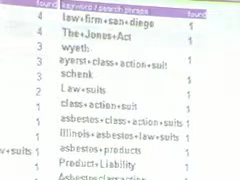 found keyword / search phrase found
4 law+firm+san+diego 1
4 The+Jones+Act 1
3 wyeth
3 ayerst+class+action+suit 1
3 schenk
2 Law+suits 1
1 class+action+suit 1
1 asbestos+class+action+suits 1
1 Illinois+asbestos+law+suits 1
w+suits 1 asbestos+products 1
1 Product+Liability 1
1 Asbestos+class+action